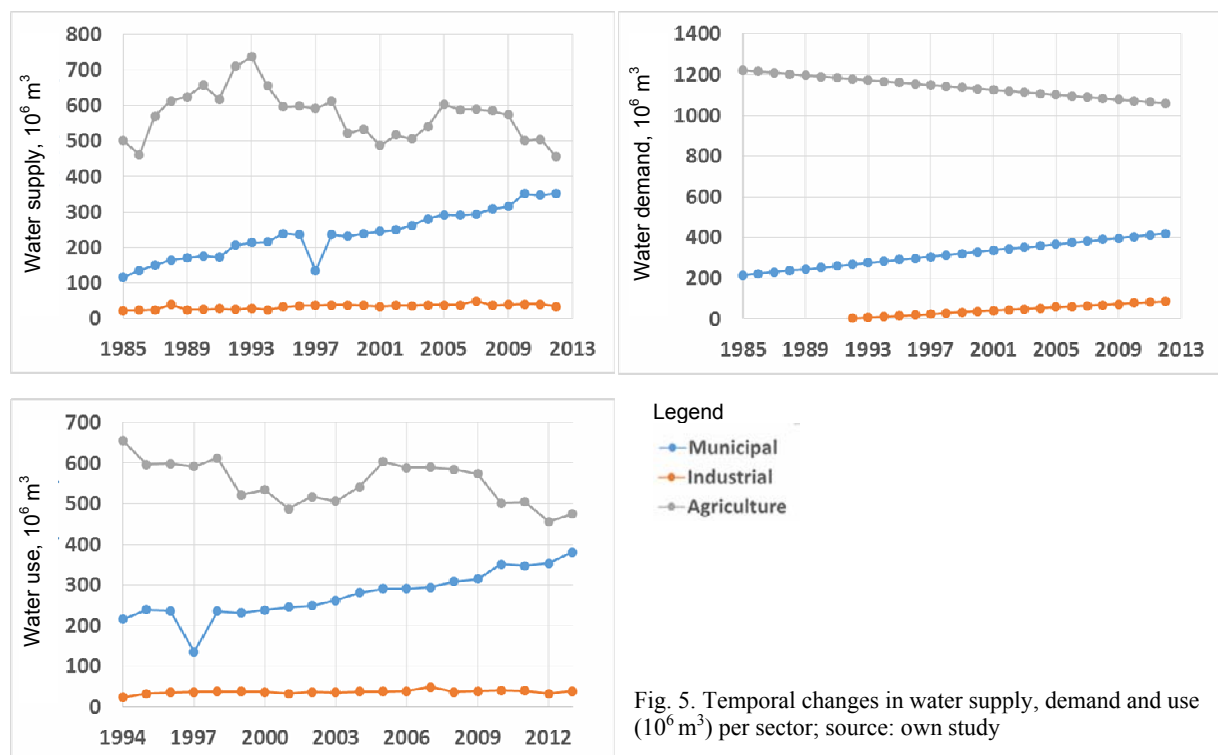 Water supply, 10⁶ m³
800
700
600
500
400
300
200
100
0
1985 1989 1993 1997 2001 2005 2009 2013
Water demand, 10⁶ m³
1400
1200
1000
800
600
400
200
0
1985 1989 1993 1997 2001 2005 2009 2013
Water use, 10⁶ m³
700
600
500
400
300
200
100
0
1994 1997 2000 2003 2006 2009 2012
Legend
Municipal
Industrial
Agriculture
Fig. 5. Temporal changes in water supply, demand and use
(10⁶ m³) per sector; source: own study